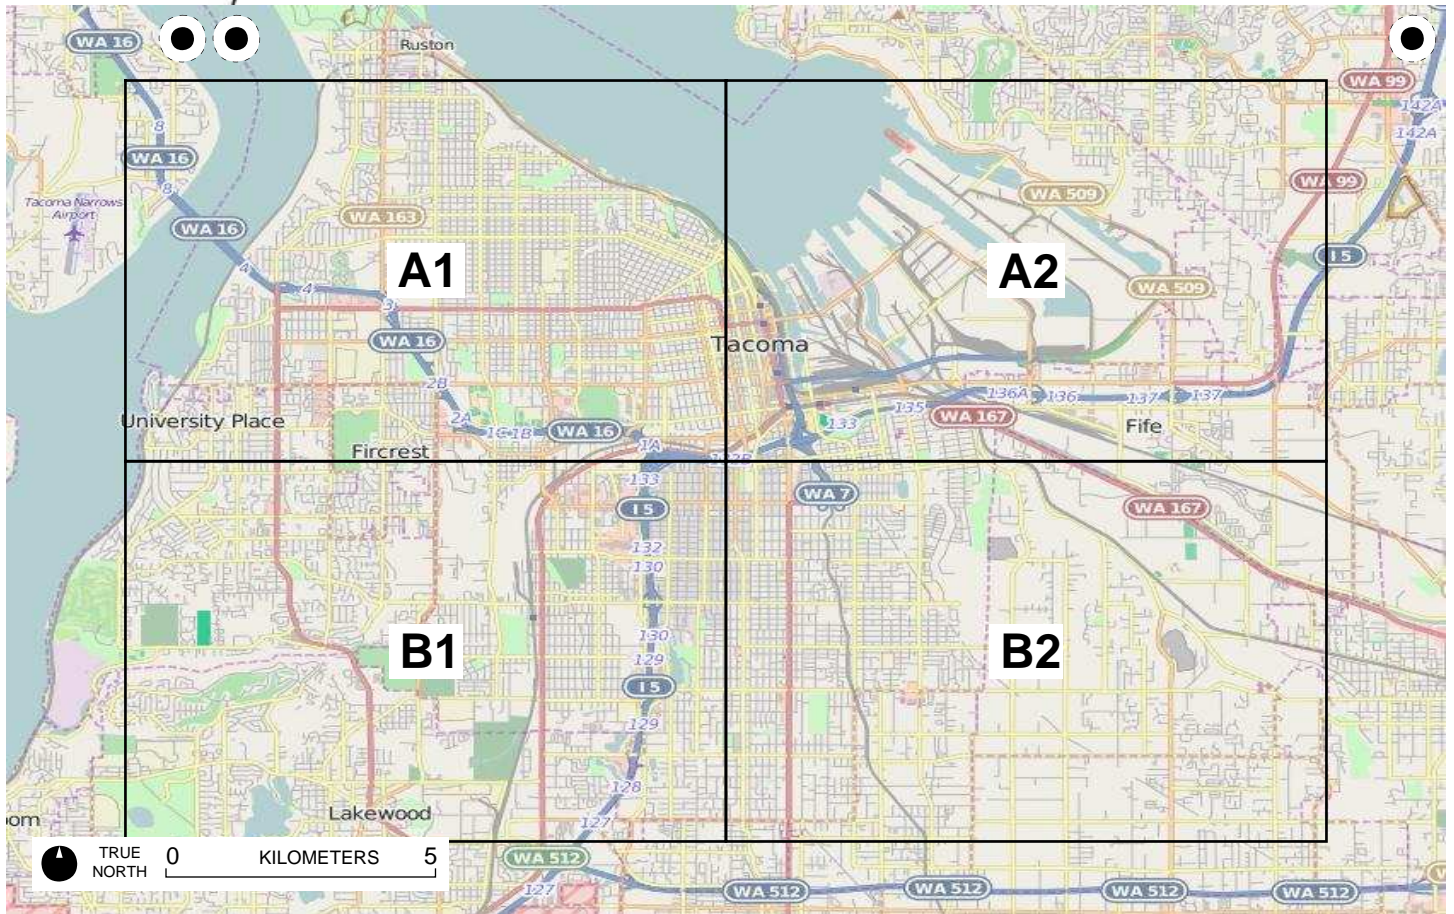 WA 16
Ruston
WA 99
142A
142A
8
WA 16
8
WA 99
WA 509
Tacoma Narrows
Airport
WA 163
WA 16
I 5
4
A1
A2
4
3
WA 509
WA 16
Tacoma
2B
136A
136
137
137
135
2A
University Place
WA 167
133
Fife
1C
1B
WA 16
1A
Fircrest
132B
133
WA 7
I 5
WA 167
132
130
130
B1
B2
129
I 5
129
128
Lakewood
127
oom
TRUE
NORTH
0
KILOMETERS
5
WA 512
127
WA 512
WA 512
WA 512
WA 512